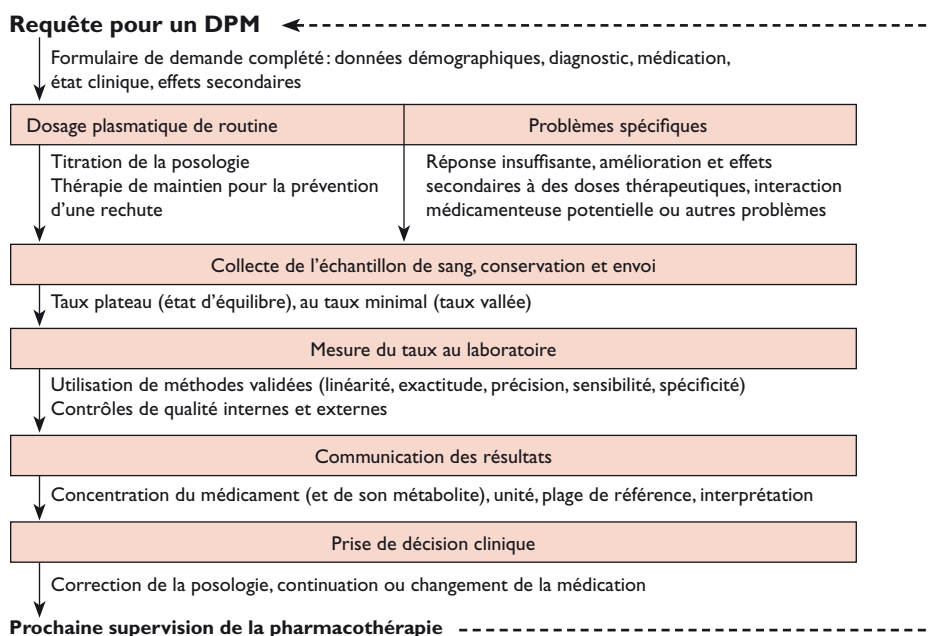 Requête pour un DPM
Formulaire de demande complété : données démographiques, diagnostic, médication,
état clinique, effets secondaires
Dosage plasmatique de routine
Problèmes spécifiques
Titration de la posologie
Thérapie de maintien pour la prévention
d’une rechute
Réponse insuffisante, amélioration et effets
secondaires à des doses thérapeutiques, interaction
médicamenteuse potentielle ou autres problèmes
Collecte de l’échantillon de sang, conservation et envoi
Taux plateau (état d’équilibre), au taux minimal (taux vallée)
Mesure du taux au laboratoire
Utilisation de méthodes validées (linéarité, exactitude, précision, sensibilité, spécificité)
Contrôles de qualité internes et externes
Communication des résultats
Concentration du médicament (et de son métabolite), unité, plage de référence, interprétation
Prise de décision clinique
Correction de la posologie, continuation ou changement de la médication
Prochaine supervision de la pharmacothérapie